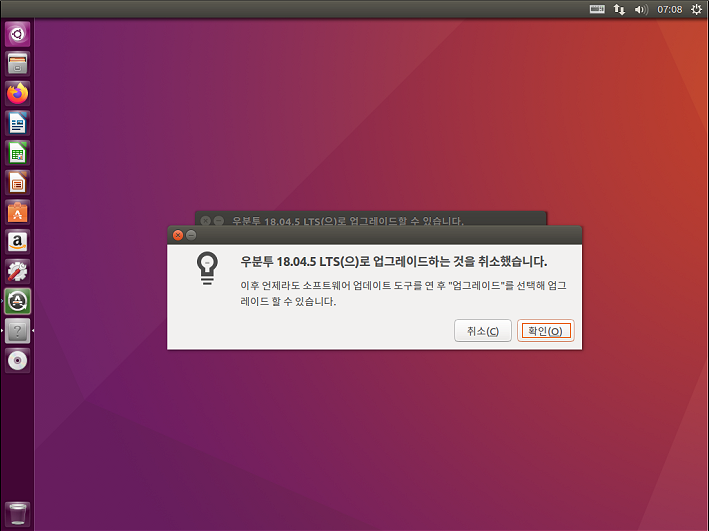 07:08
우분투 18.04.5 LTS(으)로 업그레이드할 수 있습니다.
우분투 18.04.5 LTS(으)로 업그레이드하는 것을 취소했습니다.
이후 언제라도 소프트웨어 업데이트 도구를 연 후 "업그레이드"를 선택해 업그
레이드 할 수 있습니다.
취소(C) 확인(O)